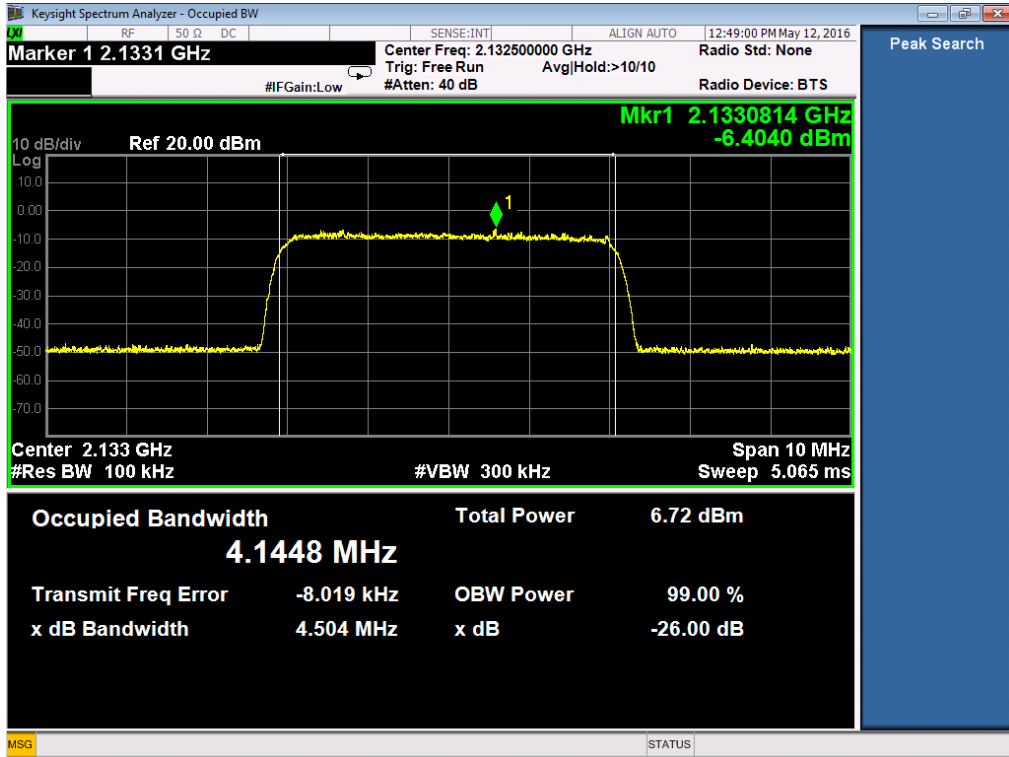 Keysight Spectrum Analyzer - Occupied BW
LXI RF 50 Ω DC SENSE:INT ALIGN AUTO 12:49:00 PM May 12, 2016
Marker 1 2.1331 GHz
Center Freq: 2.132500000 GHz Radio Std: None
Trig: Free Run Avg|Hold:>10/10
#IFGain:Low #Atten: 40 dB Radio Device: BTS
Peak Search
Mkr1 2.1330814 GHz
-6.4040 dBm
10 dB/div Ref 20.00 dBm
Log
10.0
0.00
-10.0
-20.0
-30.0
-40.0
-50.0
-60.0
-70.0
1
Center 2.133 GHz Span 10 MHz
#Res BW 100 kHz #VBW 300 kHz Sweep 5.065 ms
Occupied Bandwidth Total Power 6.72 dBm
4.1448 MHz
Transmit Freq Error -8.019 kHz OBW Power 99.00 %
x dB Bandwidth 4.504 MHz x dB -26.00 dB
MSG STATUS